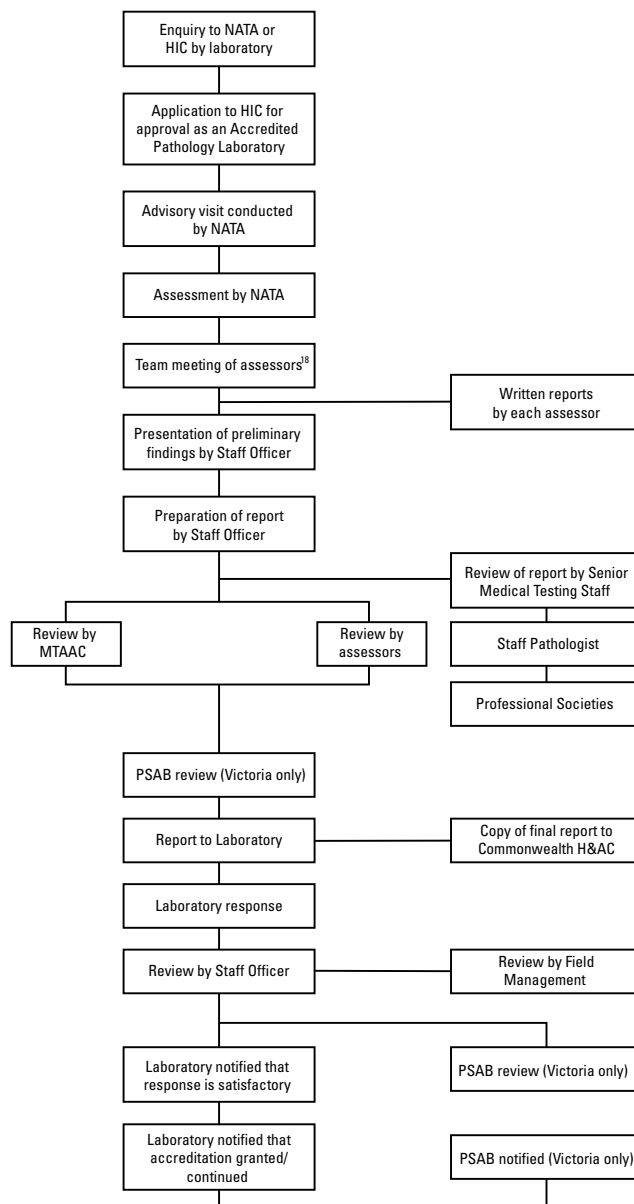 Enquiry to NATA or
HIC by laboratory
Application to HIC for
approval as an Accredited
Pathology Laboratory
Advisory visit conducted
by NATA
Assessment by NATA
Team meeting of assessors18
Written reports
by each assessor
Presentation of preliminary
findings by Staff Officer
Preparation of report
by Staff Officer
Review of report by Senior
Medical Testing Staff
Review by
MTAAC
Review by
assessors
Staff Pathologist
Professional Societies
PSAB review (Victoria only)
Report to Laboratory
Copy of final report to
Commonwealth H&AC
Laboratory response
Review by Staff Officer
Review by Field
Management
Laboratory notified that
response is satisfactory
PSAB review (Victoria only)
Laboratory notified that
accreditation granted/
continued
PSAB notified (Victoria only)